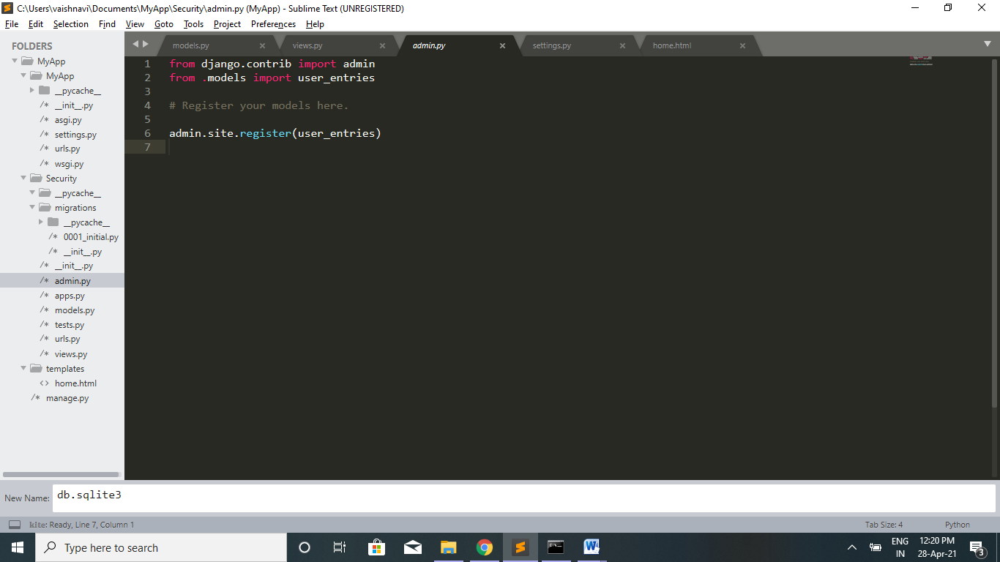 C:\Users\vaishnavi\Documents\MyApp\Security\admin.py (MyApp) - Sublime Text (UNREGISTERED)
File Edit Selection Find View Goto Tools Project Preferences Help
FOLDERS
MyApp
MyApp
__pycache__
/* __init__.py
/* asgi.py
/* settings.py
/* urls.py
/* wsgi.py
Security
__pycache__
migrations
__pycache__
/* 0001_initial.py
/* __init__.py
/* __init__.py
/* admin.py
/* apps.py
/* models.py
/* tests.py
/* urls.py
/* views.py
templates
<> home.html
/* manage.py
models.py views.py admin.py settings.py home.html
1 from django.contrib import admin
2 from .models import user_entries
3
4 # Register your models here.
5
6 admin.site.register(user_entries)
7
New Name: db.sqlite3
kite: Ready, Line 7, Column 1 Tab Size: 4 Python
Type here to search
ENG
IN
12:20 PM
28-Apr-21
3